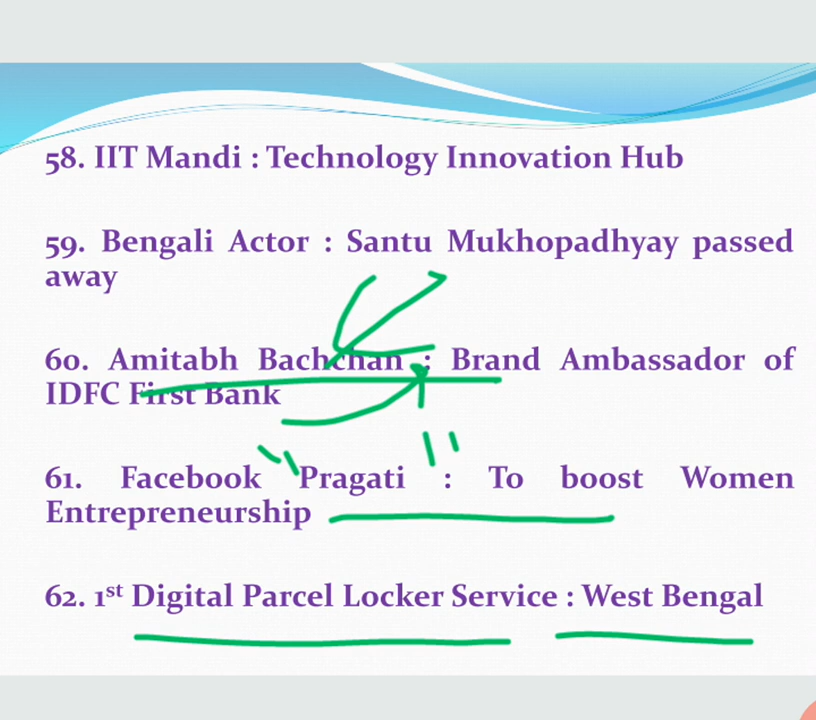 58. IIT Mandi : Technology Innovation Hub
59. Bengali Actor : Santu Mukhopadhyay passed
away
60. Amitabh Bachchan : Brand Ambassador of
IDFC First Bank
61. Facebook "Pragati" : To boost Women
Entrepreneurship
62. 1st Digital Parcel Locker Service : West Bengal